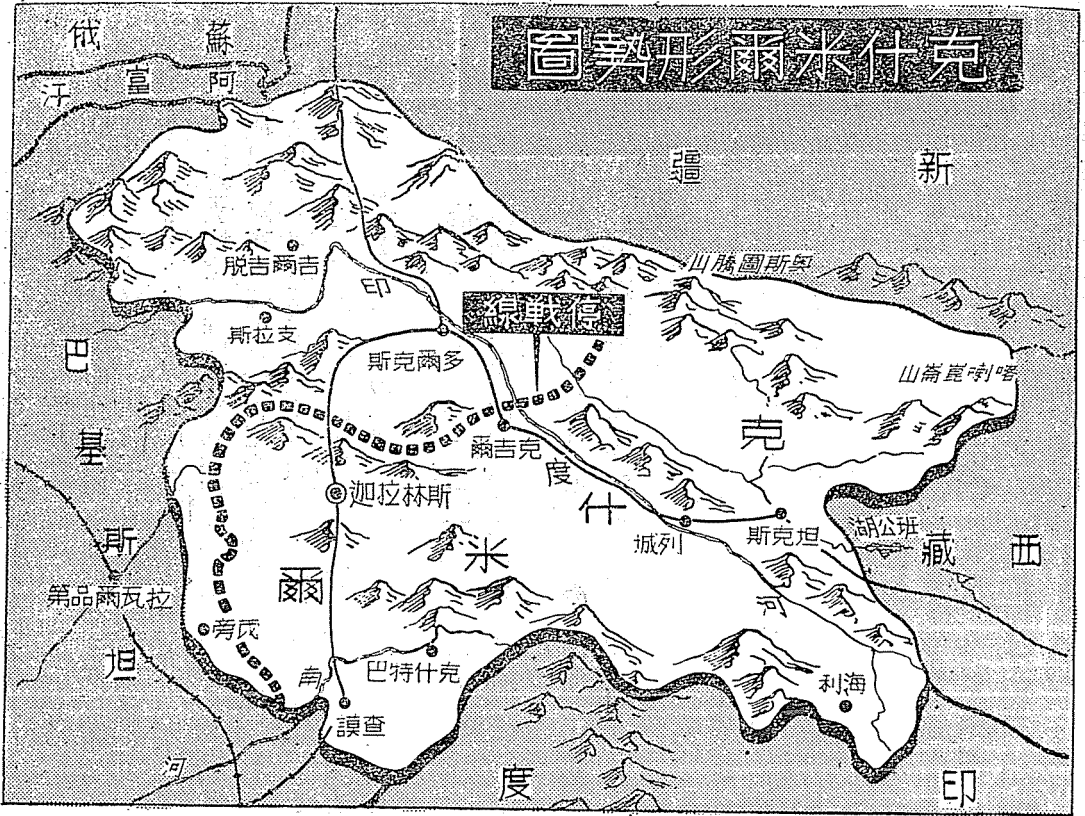 克什米爾形勢圖
蘇俄
阿富汗
新疆
奧斯圖騰山
喀喇崑崙山
吉爾吉脱
支拉斯
斯克爾多
停戰線
克吉爾
印度河
克什米爾
斯林拉迦
列城
坦克斯
班公湖
西藏
巴基斯坦
拉瓦爾品第
克什特巴
查謨
海利
南河
印度